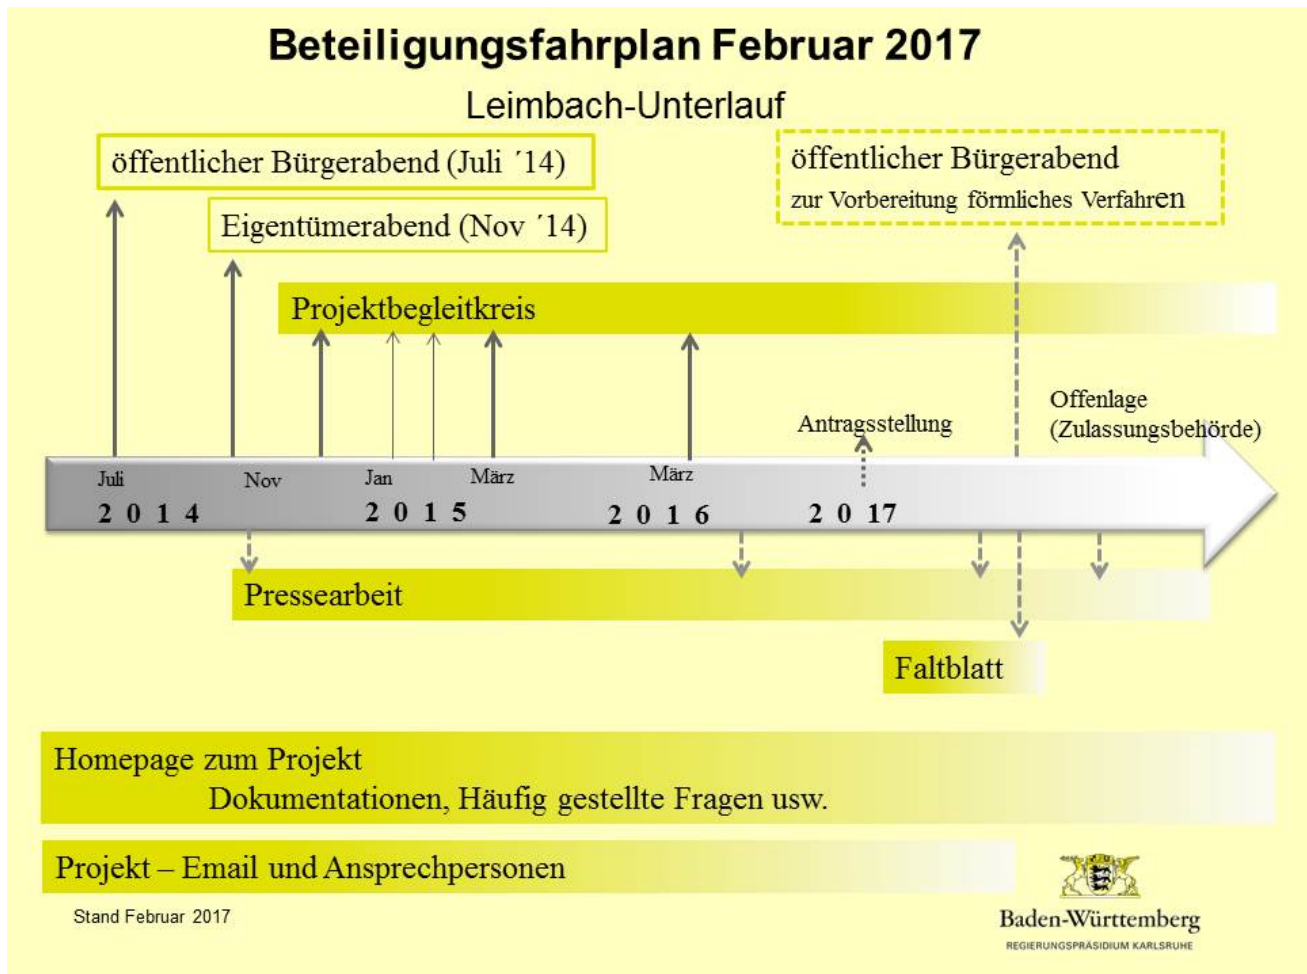 Beteiligungsfahrplan Februar 2017
Leimbach-Unterlauf
öffentlicher Bürgerabend (Juli ´14)
öffentlicher Bürgerabend
zur Vorbereitung förmliches Verfahren
Eigentümerabend (Nov ´14)
Projektbegleitkreis
Antragsstellung
Offenlage
(Zulassungsbehörde)
Juli
Nov
Jan
März
März
2 0 1 4
2 0 1 5
2 0 1 6
2 0 17
Pressearbeit
Faltblatt
Homepage zum Projekt
Dokumentationen, Häufig gestellte Fragen usw.
Projekt – Email und Ansprechpersonen
Stand Februar 2017
Baden-Württemberg
REGIERUNGSPRÄSIDIUM KARLSRUHE